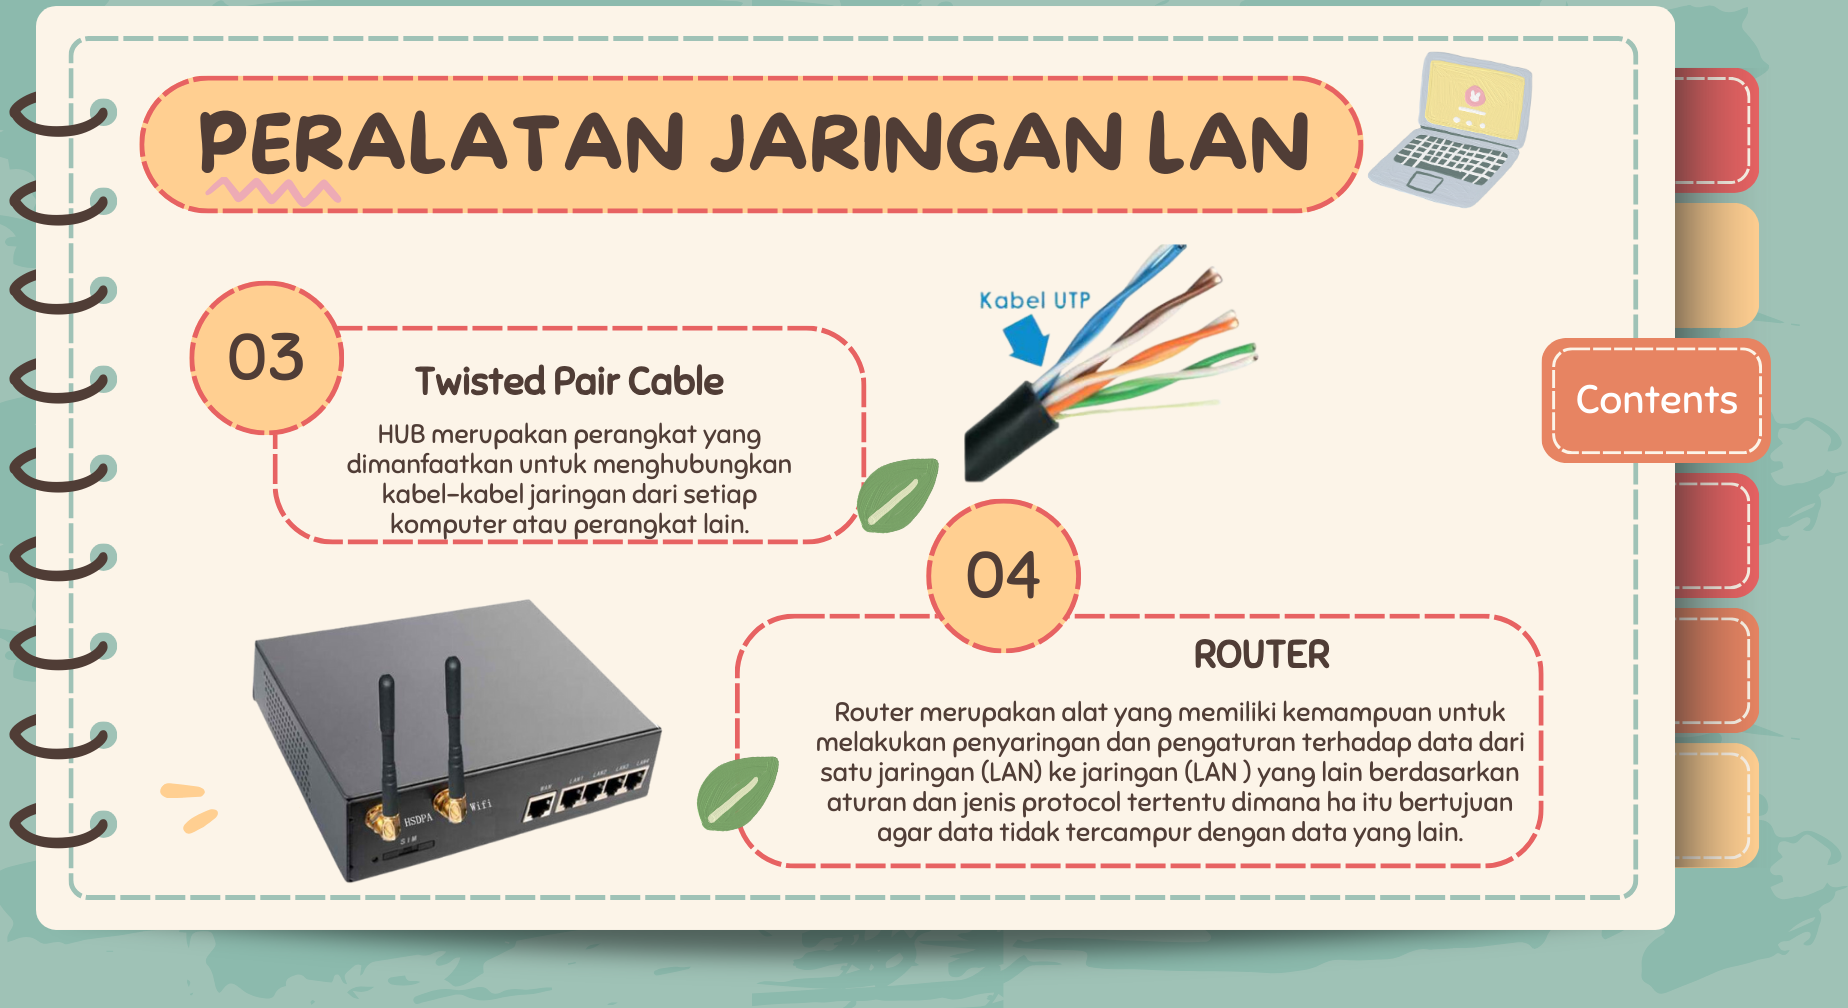 PERALATAN JARINGAN LAN
Kabel UTP
03
Twisted Pair Cable
HUB merupakan perangkat yang
dimanfaatkan untuk menghubungkan
kabel-kabel jaringan dari setiap
komputer atau perangkat lain.
Contents
04
ROUTER
Router merupakan alat yang memiliki kemampuan untuk
melakukan penyaringan dan pengaturan terhadap data dari
satu jaringan (LAN) ke jaringan (LAN ) yang lain berdasarkan
aturan dan jenis protocol tertentu dimana ha itu bertujuan
agar data tidak tercampur dengan data yang lain.
WAN LAN1 LAN2 LAN3 LAN4
HSDPA Wifi
SIM